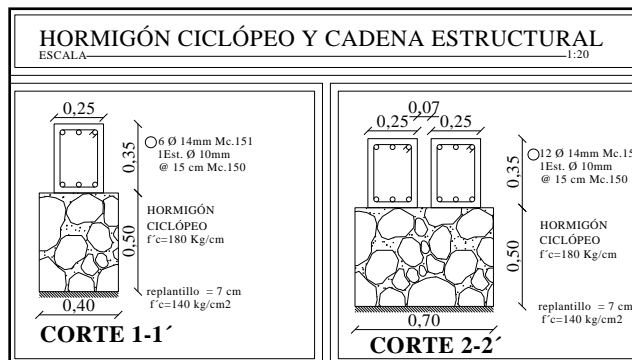 HORMIGÓN CICLÓPEO Y CADENA ESTRUCTURAL
ESCALA 1:20
0,25
0,35
6 Ø 14mm Mc.151
1Est. Ø 10mm
@ 15 cm Mc.150
0,50
HORMIGÓN
CICLÓPEO
f´c=180 Kg/cm
replantillo = 7 cm
f´c=140 kg/cm2
0,40
CORTE 1-1´
0,07
0,25
0,25
0,35
12 Ø 14mm
1Est. Ø 10mm
@ 15 cm Mc.150
0,50
HORMIGÓN
CICLÓPEO
f´c=180 Kg/cm
replantillo = 7 cm
f´c=140 kg/cm2
0,70
CORTE 2-2´